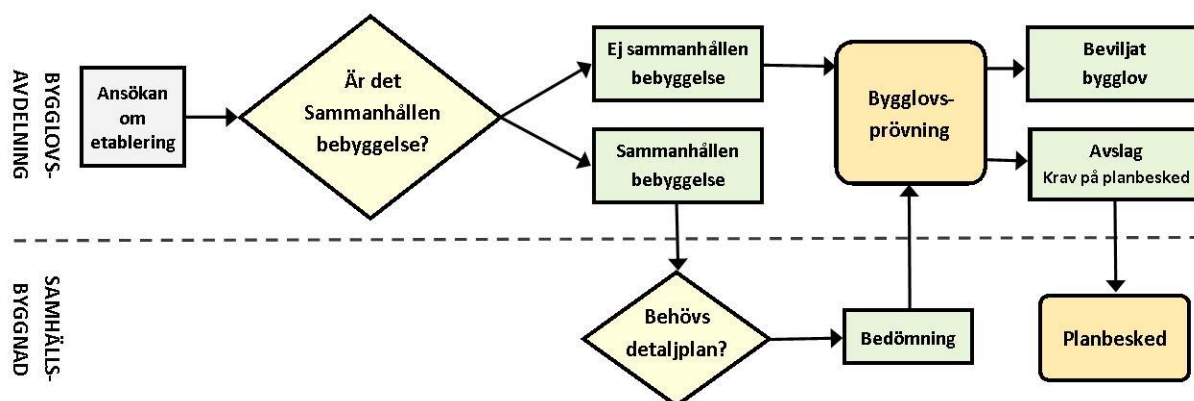 BYGGLOVS-
AVDELNING
Ansökan
om
etablering
Är det
Sammanhållen
bebyggelse?
Ej sammanhållen
bebyggelse
Sammanhållen
bebyggelse
Bygglovs-
prövning
Beviljat
bygglov
Avslag
Krav på planbesked
SAMHÄLLS-
BYGGNAD
Behövs
detaljplan?
Bedömning
Planbesked